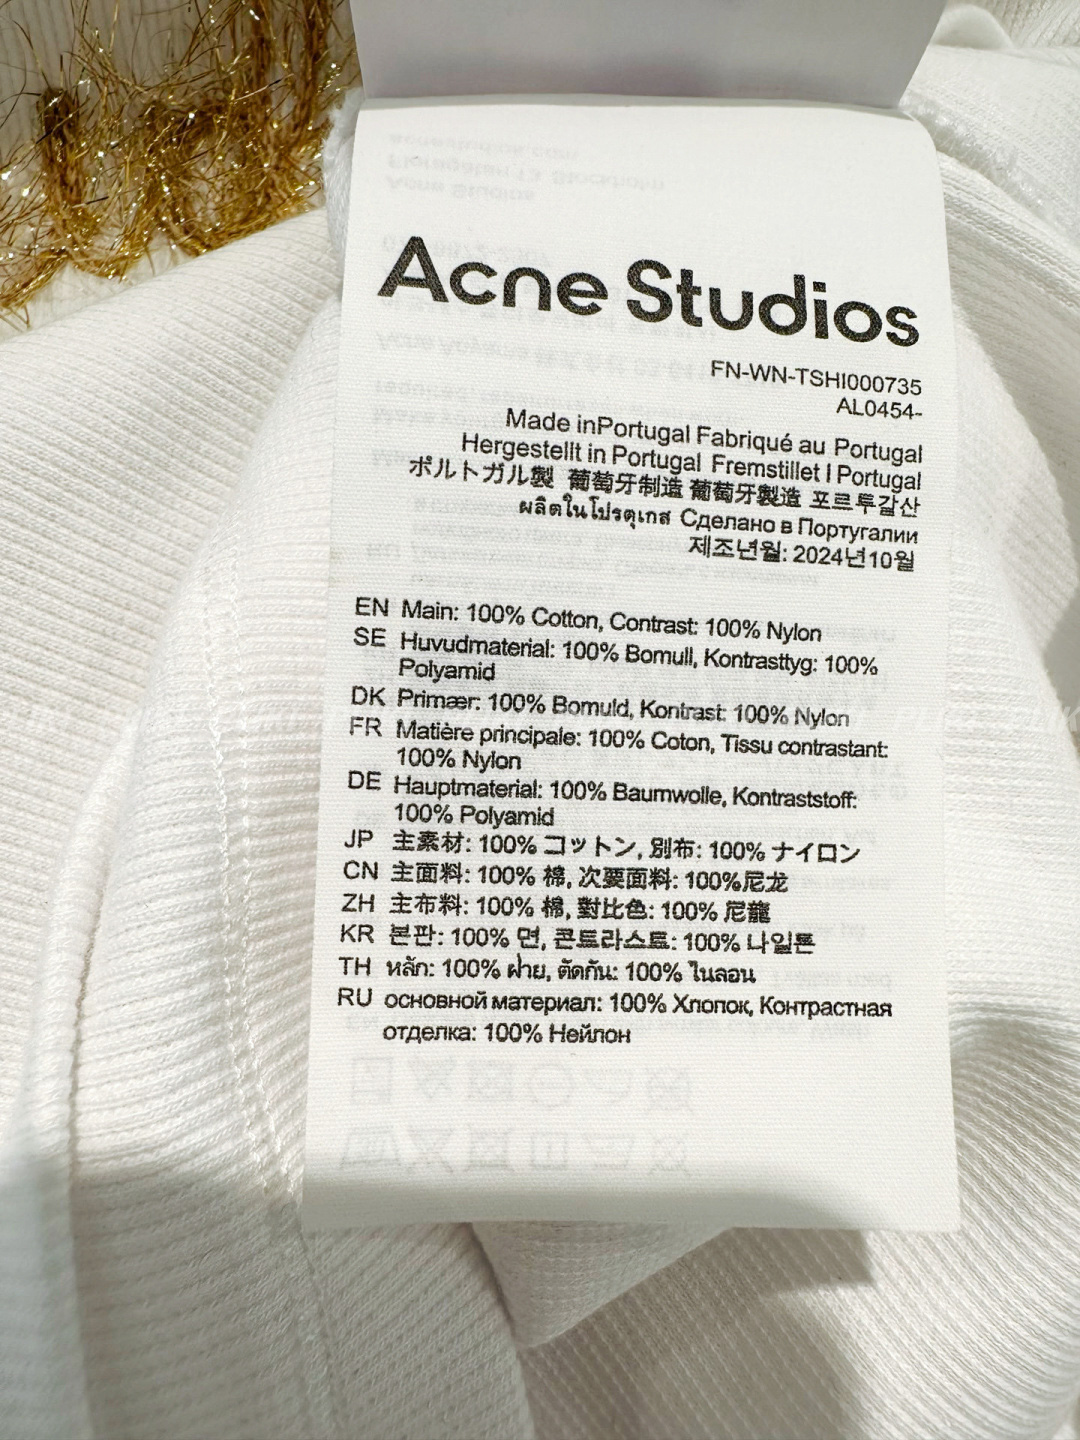 Acne Studios
FN-WN-TSHI000735
AL0454-
Made inPortugal Fabriqué au Portugal
Hergestellt in Portugal Fremstillet I Portugal
ポルトガル製 葡萄牙制造 葡萄牙製造 포르투갈산
ผลิตในโปรตุเกส Сделано в Португалии
제조년월: 2024년10월
EN Main: 100% Cotton, Contrast: 100% Nylon
SE Huvudmaterial: 100% Bomull, Kontrasttyg: 100%
Polyamid
DK Primær: 100% Bomuld, Kontrast: 100% Nylon
FR Matière principale: 100% Coton, Tissu contrastant:
100% Nylon
DE Hauptmaterial: 100% Baumwolle, Kontraststoff:
100% Polyamid
JP 主素材: 100% コットン, 別布: 100% ナイロン
CN 主面料: 100% 棉, 次要面料: 100%尼龙
ZH 主布料: 100% 棉, 對比色: 100% 尼龍
KR 본판: 100% 면, 콘트라스트: 100% 나일론
TH หลัก: 100% ฝ้าย, ตัดกัน: 100% ไนลอน
RU основной материал: 100% Хлопок, Контрастная
отделка: 100% Нейлон